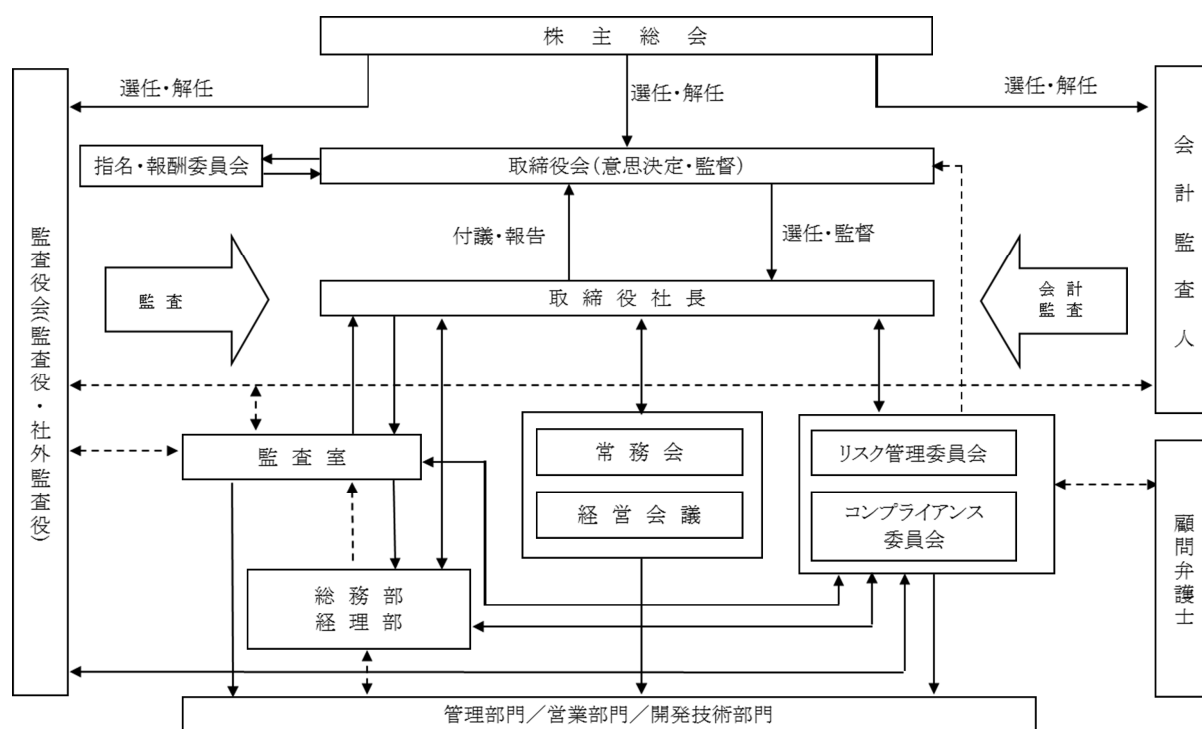 株主総会
選任・解任
選任・解任
選任・解任
指名・報酬委員会
取締役会(意思決定・監督)
付議・報告
選任・監督
監査
取締役社長
会計
監査
監査役会(監査役・社外監査役)
会計監査人
監査室
常務会
経営会議
リスク管理委員会
コンプライアンス
委員会
顧問弁護士
総務部
経理部
管理部門/営業部門/開発技術部門